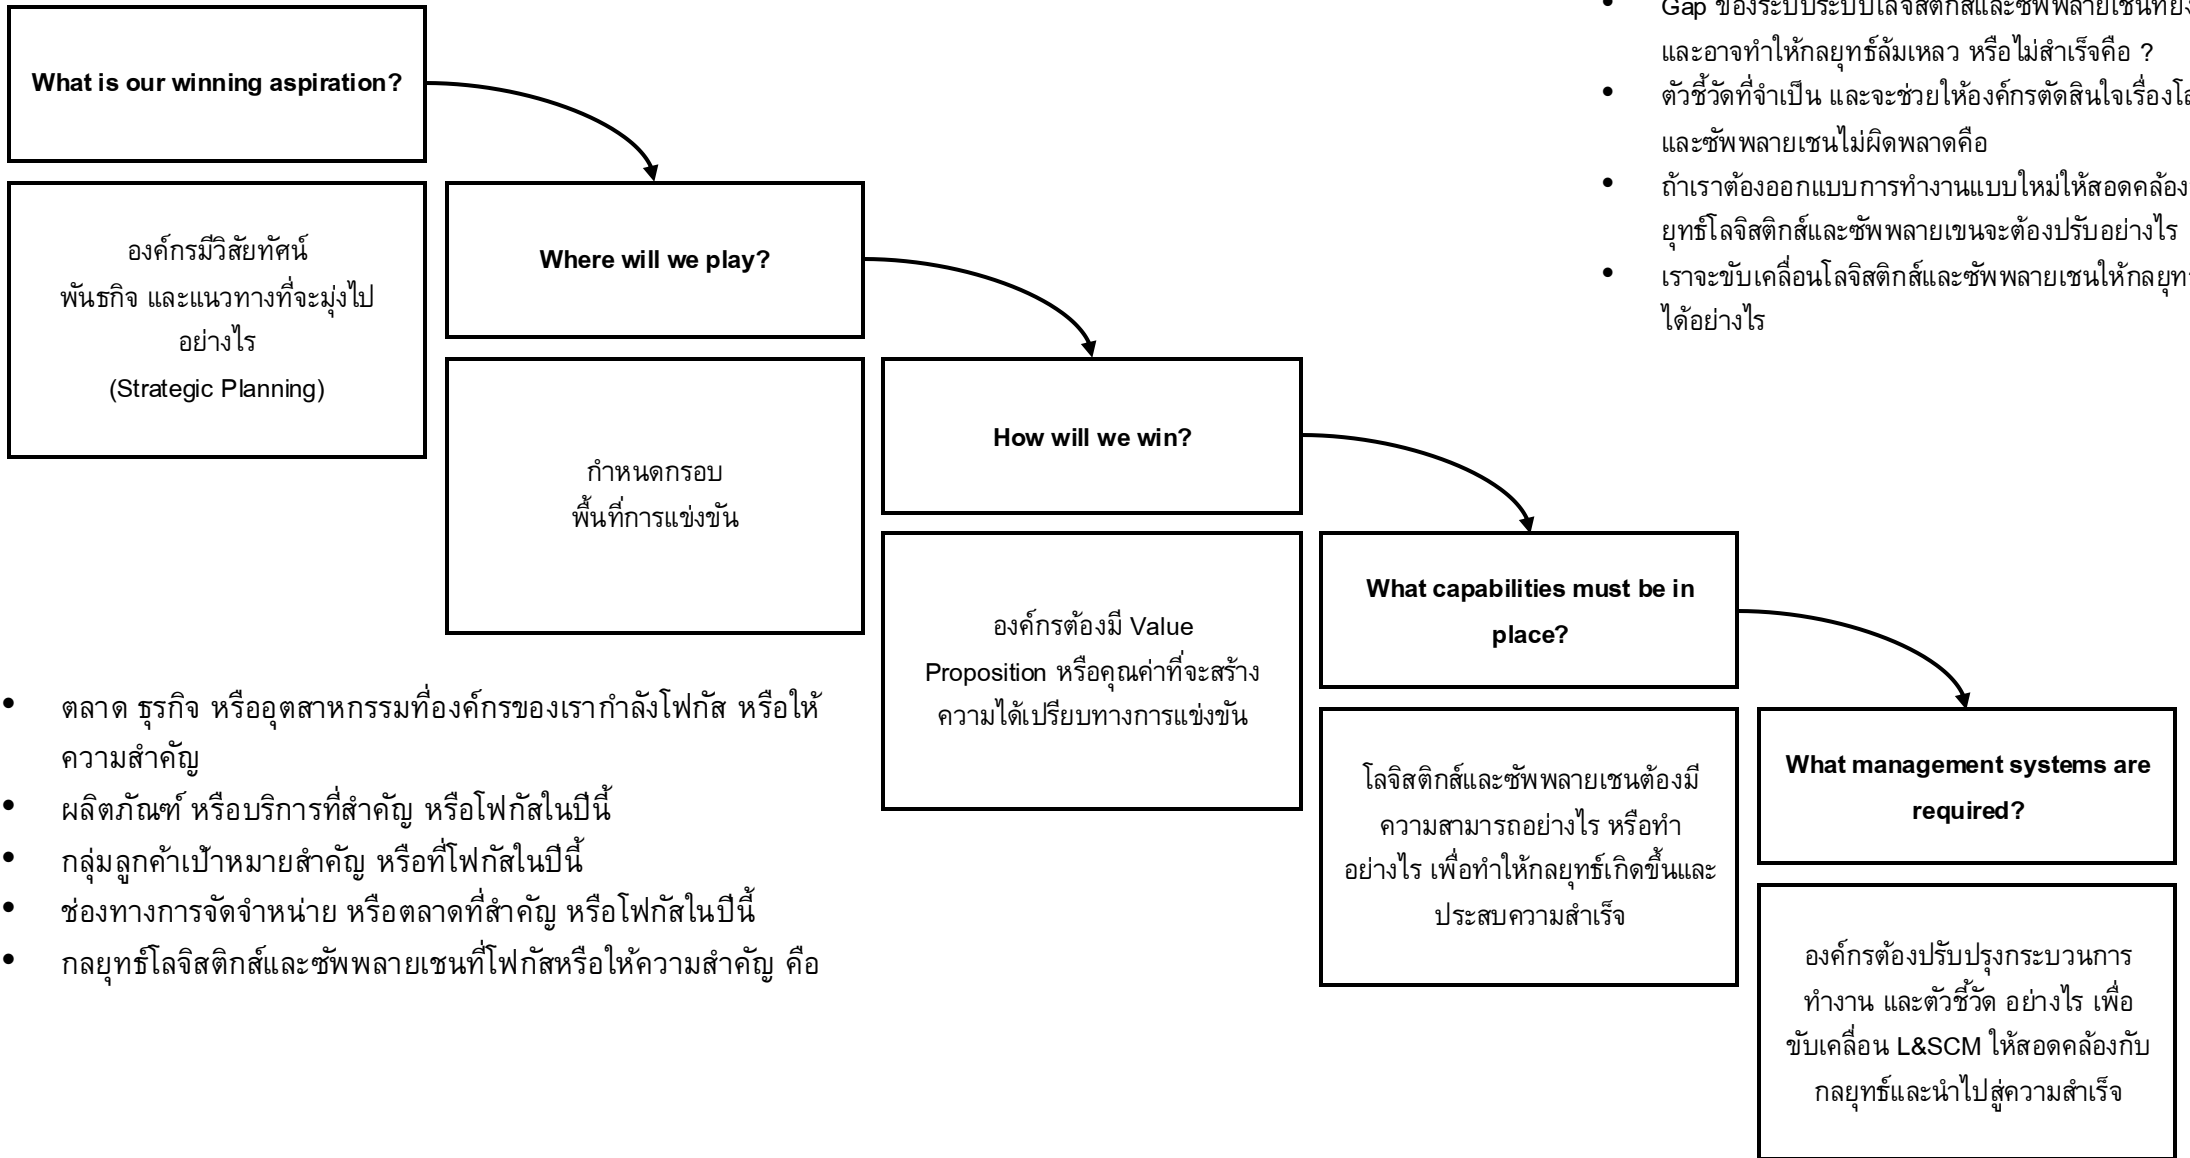 What is our winning aspiration?
องค์กรมีวิสัยทัศน์
พันธกิจ และแนวทางที่จะมุ่งไป
อย่างไร
(Strategic Planning)
Where will we play?
กำหนดกรอบ
พื้นที่การแข่งขัน
How will we win?
องค์กรต้องมี Value
Proposition หรือคุณค่าที่จะสร้าง
ความได้เปรียบทางการแข่งขัน
What capabilities must be in
place?
โลจิสติกส์และซัพพลายเชนต้องมี
ความสามารถอย่างไร หรือทำ
อย่างไร เพื่อทำให้กลยุทธ์เกิดขึ้นและ
ประสบความสำเร็จ
What management systems are
required?
องค์กรต้องปรับปรุงกระบวนการ
ทำงาน และตัวชี้วัด อย่างไร เพื่อ
ขับเคลื่อน L&SCM ให้สอดคล้องกับ
กลยุทธ์และนำไปสู่ความสำเร็จ
• ตลาด ธุรกิจ หรืออุตสาหกรรมที่องค์กรของเรากำลังโฟกัส หรือให้
ความสำคัญ
• ผลิตภัณฑ์ หรือบริการที่สำคัญ หรือโฟกัสในปีนี้
• กลุ่มลูกค้าเป้าหมายสำคัญ หรือที่โฟกัสในปีนี้
• ช่องทางการจัดจำหน่าย หรือตลาดที่สำคัญ หรือโฟกัสในปีนี้
• กลยุทธ์โลจิสติกส์และซัพพลายเชนที่โฟกัสหรือให้ความสำคัญ คือ
• Gap ของระบบระบบโลจิสติกส์และซัพพลายเชนที่
และอาจทำให้กลยุทธ์ล้มเหลว หรือไม่สำเร็จคือ ?
• ตัวชี้วัดที่จำเป็น และจะช่วยให้องค์กรตัดสินใจเรื่อง
และซัพพลายเชนไม่ผิดพลาดคือ
• ถ้าเราต้องออกแบบการทำงานแบบใหม่ให้สอดคล้อง
ยุทธ์โลจิสติกส์และซัพพลายเขนจะต้องปรับอย่างไร
• เราจะขับเคลื่อนโลจิสติกส์และซัพพลายเชนให้
ได้อย่างไร